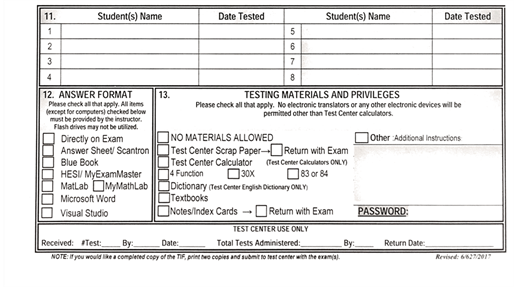 11. Student(s) Name Date Tested Student(s) Name Date Tested
1 5
2 6
3 7
4 8
12. ANSWER FORMAT
Please check all that apply. All items
(except for computers) checked below
must be provided by the instructor.
Flash drives may not be utilized.
Directly on Exam
Answer Sheet/ Scantron
Blue Book
HESI/ MyExamMaster
MatLab MyMathLab
Microsoft Word
Visual Studio
13. TESTING MATERIALS AND PRIVILEGES
Please check all that apply. No electronic translators or any other electronic devices will be
permitted other than Test Center calculators.
NO MATERIALS ALLOWED
Test Center Scrap Paper→ Return with Exam
Test Center Calculator (Test Center Calculators ONLY)
4 Function 30X 83 or 84
Dictionary (Test Center English Dictionary ONLY)
Textbooks
Notes/Index Cards → Return with Exam
Other :Additional Instructions
PASSWORD:
TEST CENTER USE ONLY
Received: #Test:____ By:____ Date:____ Total Tests Administered:____ By:____ Return Date:____
NOTE: If you would like a completed copy of the TIF, print two copies and submit to test center with the exam(s). Revised: 6/627/2017